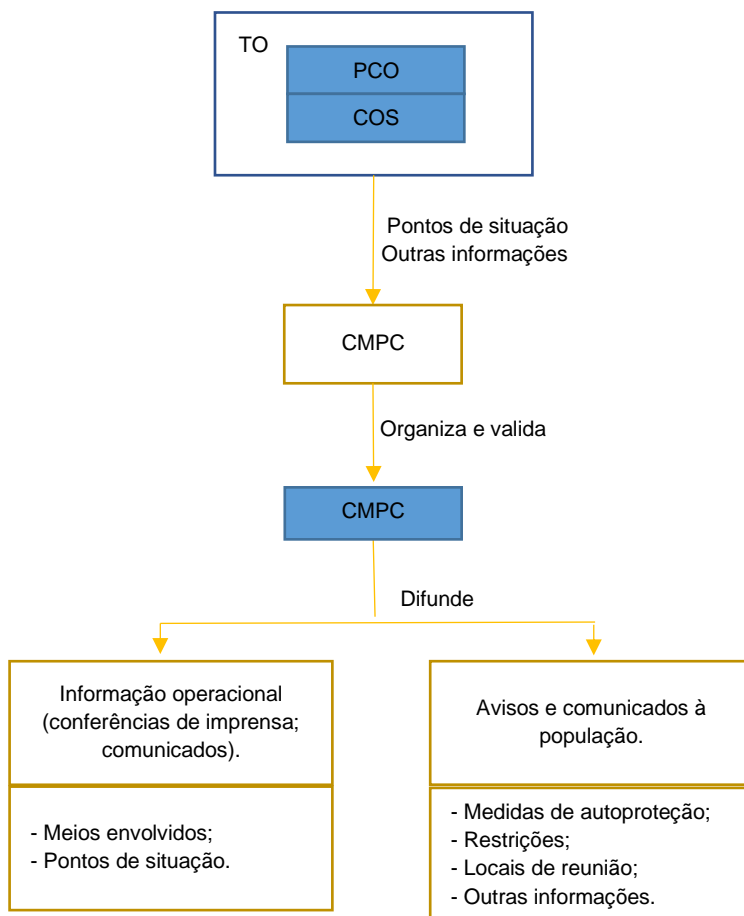 TO
PCO
COS
Pontos de situação
Outras informações
CMPC
Organiza e valida
CMPC
Difunde
Informação operacional
(conferências de imprensa;
comunicados).
- Meios envolvidos;
- Pontos de situação.
Avisos e comunicados à
população.
- Medidas de autoproteção;
- Restrições;
- Locais de reunião;
- Outras informações.